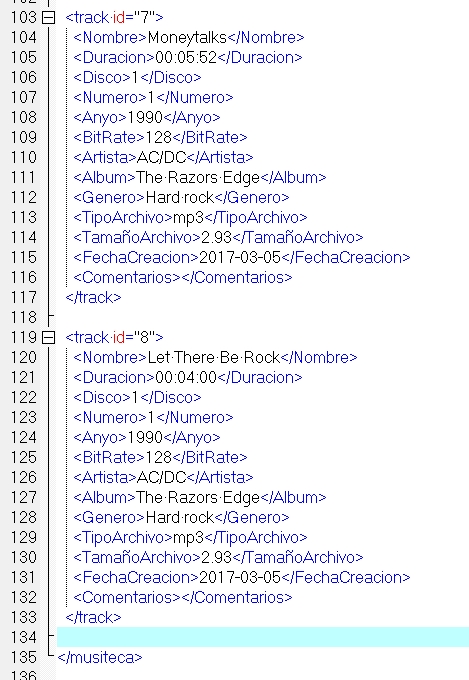 103 <track id="7">
104 <Nombre>Moneytalks</Nombre>
105 <Duracion>00:05:52</Duracion>
106 <Disco>1</Disco>
107 <Numero>1</Numero>
108 <Anyo>1990</Anyo>
109 <BitRate>128</BitRate>
110 <Artista>AC/DC</Artista>
111 <Album>The Razors Edge</Album>
112 <Genero>Hard rock</Genero>
113 <TipoArchivo>mp3</TipoArchivo>
114 <TamañoArchivo>2.93</TamañoArchivo>
115 <FechaCreacion>2017-03-05</FechaCreacion>
116 <Comentarios></Comentarios>
117 </track>
118
119 <track id="8">
120 <Nombre>Let There Be Rock</Nombre>
121 <Duracion>00:04:00</Duracion>
122 <Disco>1</Disco>
123 <Numero>1</Numero>
124 <Anyo>1990</Anyo>
125 <BitRate>128</BitRate>
126 <Artista>AC/DC</Artista>
127 <Album>The Razors Edge</Album>
128 <Genero>Hard rock</Genero>
129 <TipoArchivo>mp3</TipoArchivo>
130 <TamañoArchivo>2.93</TamañoArchivo>
131 <FechaCreacion>2017-03-05</FechaCreacion>
132 <Comentarios></Comentarios>
133 </track>
134
135 </musiteca>
136